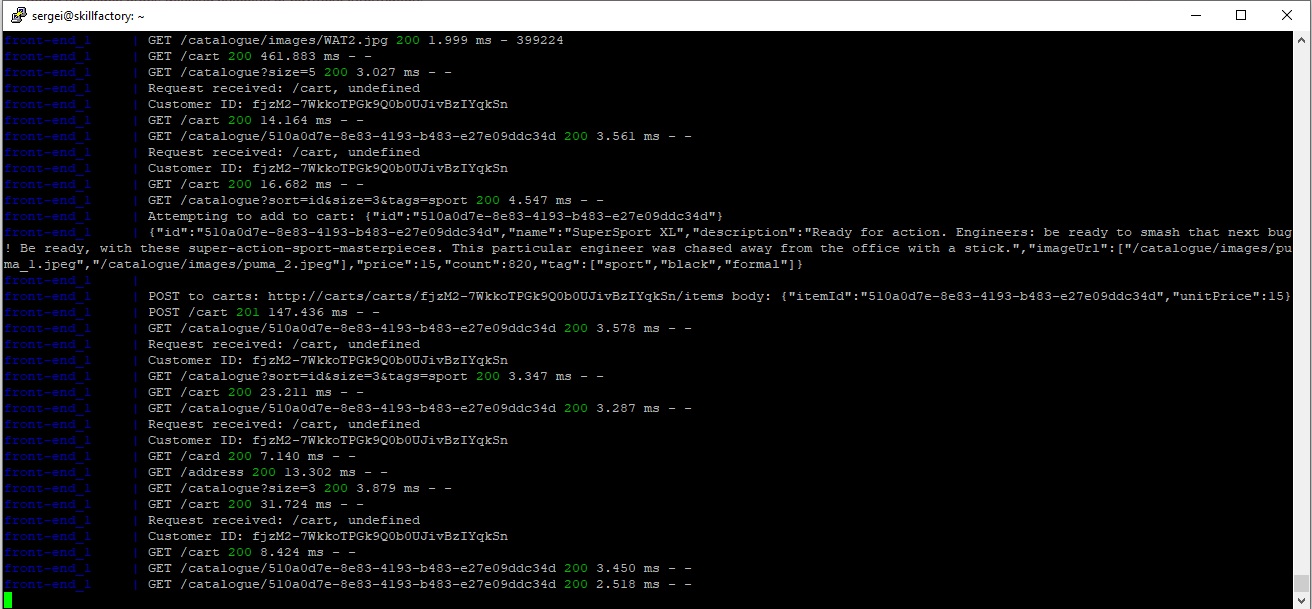 sergei@skillfactory: ~
front-end_1 | GET /catalogue/images/WAT2.jpg 200 1.999 ms - 399224
front-end_1 | GET /cart 200 461.883 ms - -
front-end_1 | GET /catalogue?size=5 200 3.027 ms - -
front-end_1 | Request received: /cart, undefined
front-end_1 | Customer ID: fjzM2-7WkkoTPGk9Q0b0UJivBzIYqkSn
front-end_1 | GET /cart 200 14.164 ms - -
front-end_1 | GET /catalogue/510a0d7e-8e83-4193-b483-e27e09ddc34d 200 3.561 ms - -
front-end_1 | Request received: /cart, undefined
front-end_1 | Customer ID: fjzM2-7WkkoTPGk9Q0b0UJivBzIYqkSn
front-end_1 | GET /cart 200 16.682 ms - -
front-end_1 | GET /catalogue?sort=id&size=3&tags=sport 200 4.547 ms - -
front-end_1 | Attempting to add to cart: {"id":"510a0d7e-8e83-4193-b483-e27e09ddc34d"}
front-end_1 | {"id":"510a0d7e-8e83-4193-b483-e27e09ddc34d","name":"SuperSport XL","description":"Ready for action. Engineers: be ready to smash that next bug
! Be ready, with these super-action-sport-masterpieces. This particular engineer was chased away from the office with a stick.","imageUrl":["/catalogue/images/pu
ma_1.jpeg","/catalogue/images/puma_2.jpeg"],"price":15,"count":820,"tag":["sport","black","formal"]}
front-end_1 |
front-end_1 | POST to carts: http://carts/carts/fjzM2-7WkkoTPGk9Q0b0UJivBzIYqkSn/items body: {"itemId":"510a0d7e-8e83-4193-b483-e27e09ddc34d","unitPrice":15}
front-end_1 | POST /cart 201 147.436 ms - -
front-end_1 | GET /catalogue/510a0d7e-8e83-4193-b483-e27e09ddc34d 200 3.578 ms - -
front-end_1 | Request received: /cart, undefined
front-end_1 | Customer ID: fjzM2-7WkkoTPGk9Q0b0UJivBzIYqkSn
front-end_1 | GET /catalogue?sort=id&size=3&tags=sport 200 3.347 ms - -
front-end_1 | GET /cart 200 23.211 ms - -
front-end_1 | GET /catalogue/510a0d7e-8e83-4193-b483-e27e09ddc34d 200 3.287 ms - -
front-end_1 | Request received: /cart, undefined
front-end_1 | Customer ID: fjzM2-7WkkoTPGk9Q0b0UJivBzIYqkSn
front-end_1 | GET /card 200 7.140 ms - -
front-end_1 | GET /address 200 13.302 ms - -
front-end_1 | GET /catalogue?size=3 200 3.879 ms - -
front-end_1 | GET /cart 200 31.724 ms - -
front-end_1 | Request received: /cart, undefined
front-end_1 | Customer ID: fjzM2-7WkkoTPGk9Q0b0UJivBzIYqkSn
front-end_1 | GET /cart 200 8.424 ms - -
front-end_1 | GET /catalogue/510a0d7e-8e83-4193-b483-e27e09ddc34d 200 3.450 ms - -
front-end_1 | GET /catalogue/510a0d7e-8e83-4193-b483-e27e09ddc34d 200 2.518 ms - -